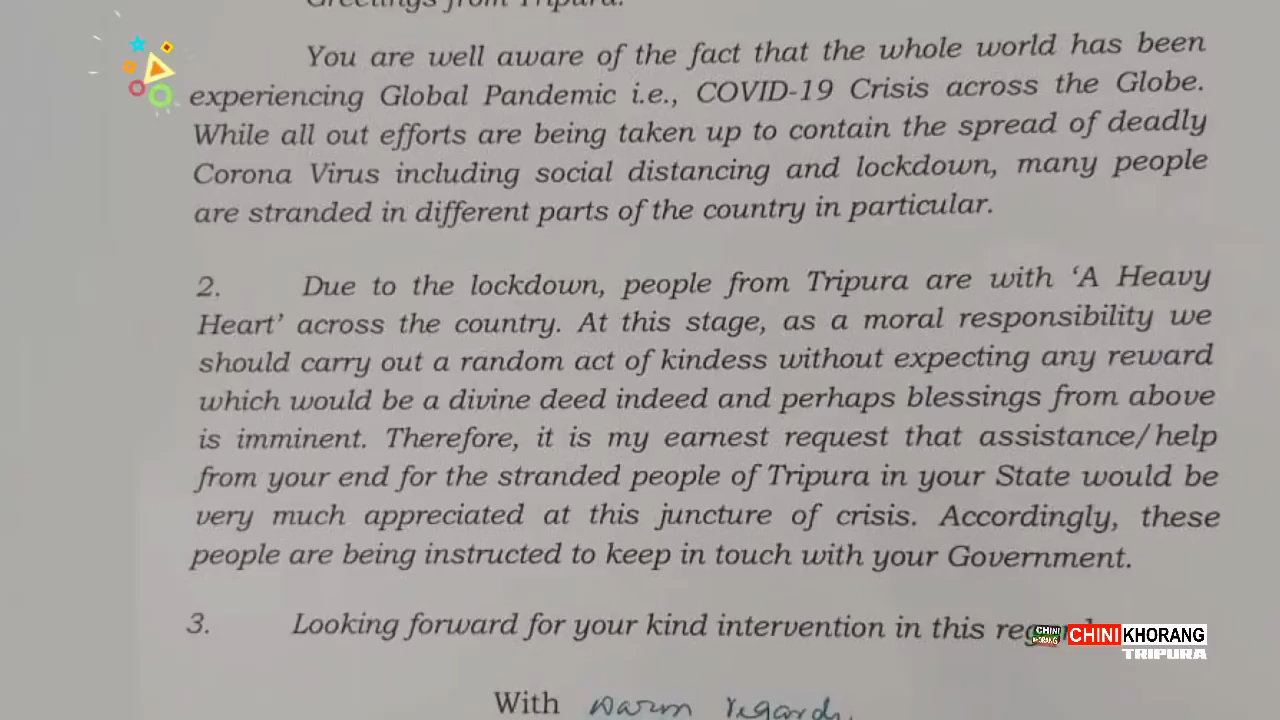 Greetings from Tripura.
You are well aware of the fact that the whole world has been
experiencing Global Pandemic i.e., COVID-19 Crisis across the Globe.
While all out efforts are being taken up to contain the spread of deadly
Corona Virus including social distancing and lockdown, many people
are stranded in different parts of the country in particular.
2. Due to the lockdown, people from Tripura are with 'A Heavy
Heart' across the country. At this stage, as a moral responsibility we
should carry out a random act of kindess without expecting any reward
which would be a divine deed indeed and perhaps blessings from above
is imminent. Therefore, it is my earnest request that assistance/help
from your end for the stranded people of Tripura in your State would be
very much appreciated at this juncture of crisis. Accordingly, these
people are being instructed to keep in touch with your Government.
3. Looking forward for your kind intervention in this
CHINI KHORANG
CHINI KHORANG
TRIPURA
With warm regards,